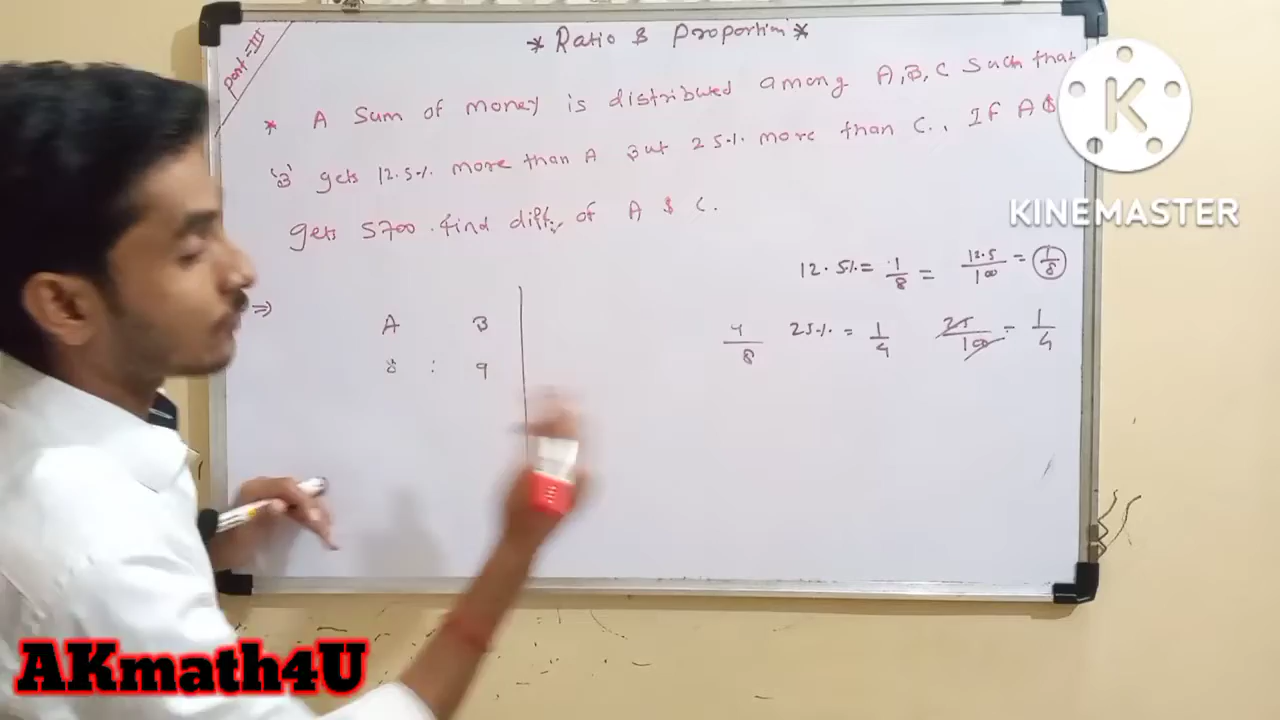 Part-III
* Ratio & Proportion *
* A Sum of money is distributed among A, B, C Such that
'B' gets 12.5% more than A But 25% more than C. If A &
gets 5700. find diff. of A & C.
12.5% = 1/8 = 12.5/100 = 1/8
4/8 25% = 1/4 25/100 = 1/4
⇒ A B
8 : 9
K
KINEMASTER
AKmath4U